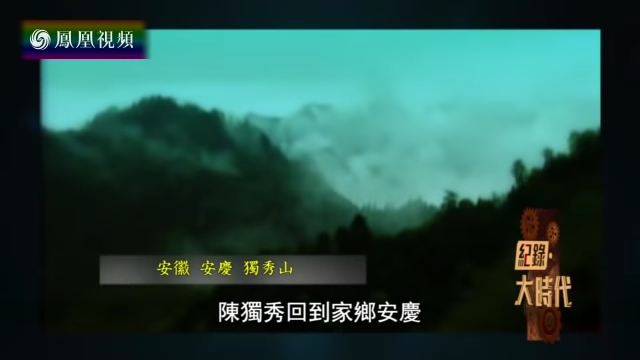 鳳凰視頻
紀錄·
大時代
安徽 安慶 獨秀山
陳獨秀回到家鄉安慶